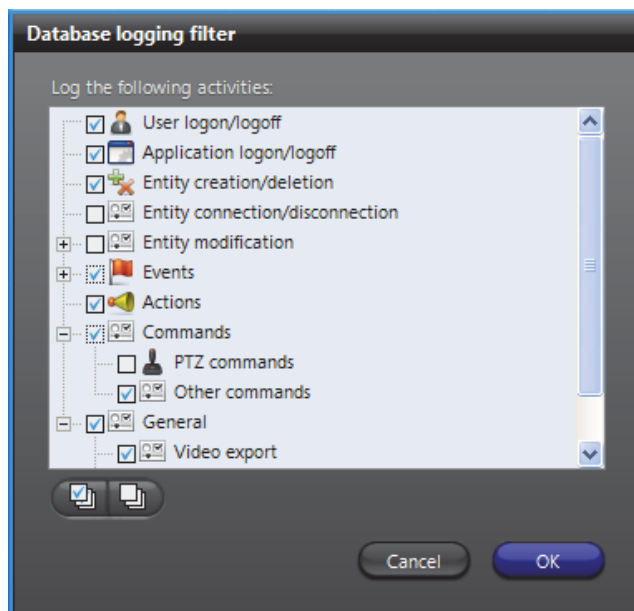 Database logging filter
Log the following activities:
User logon/logoff
Application logon/logoff
Entity creation/deletion
Entity connection/disconnection
Entity modification
Events
Actions
Commands
PTZ commands
Other commands
General
Video export
Cancel
OK